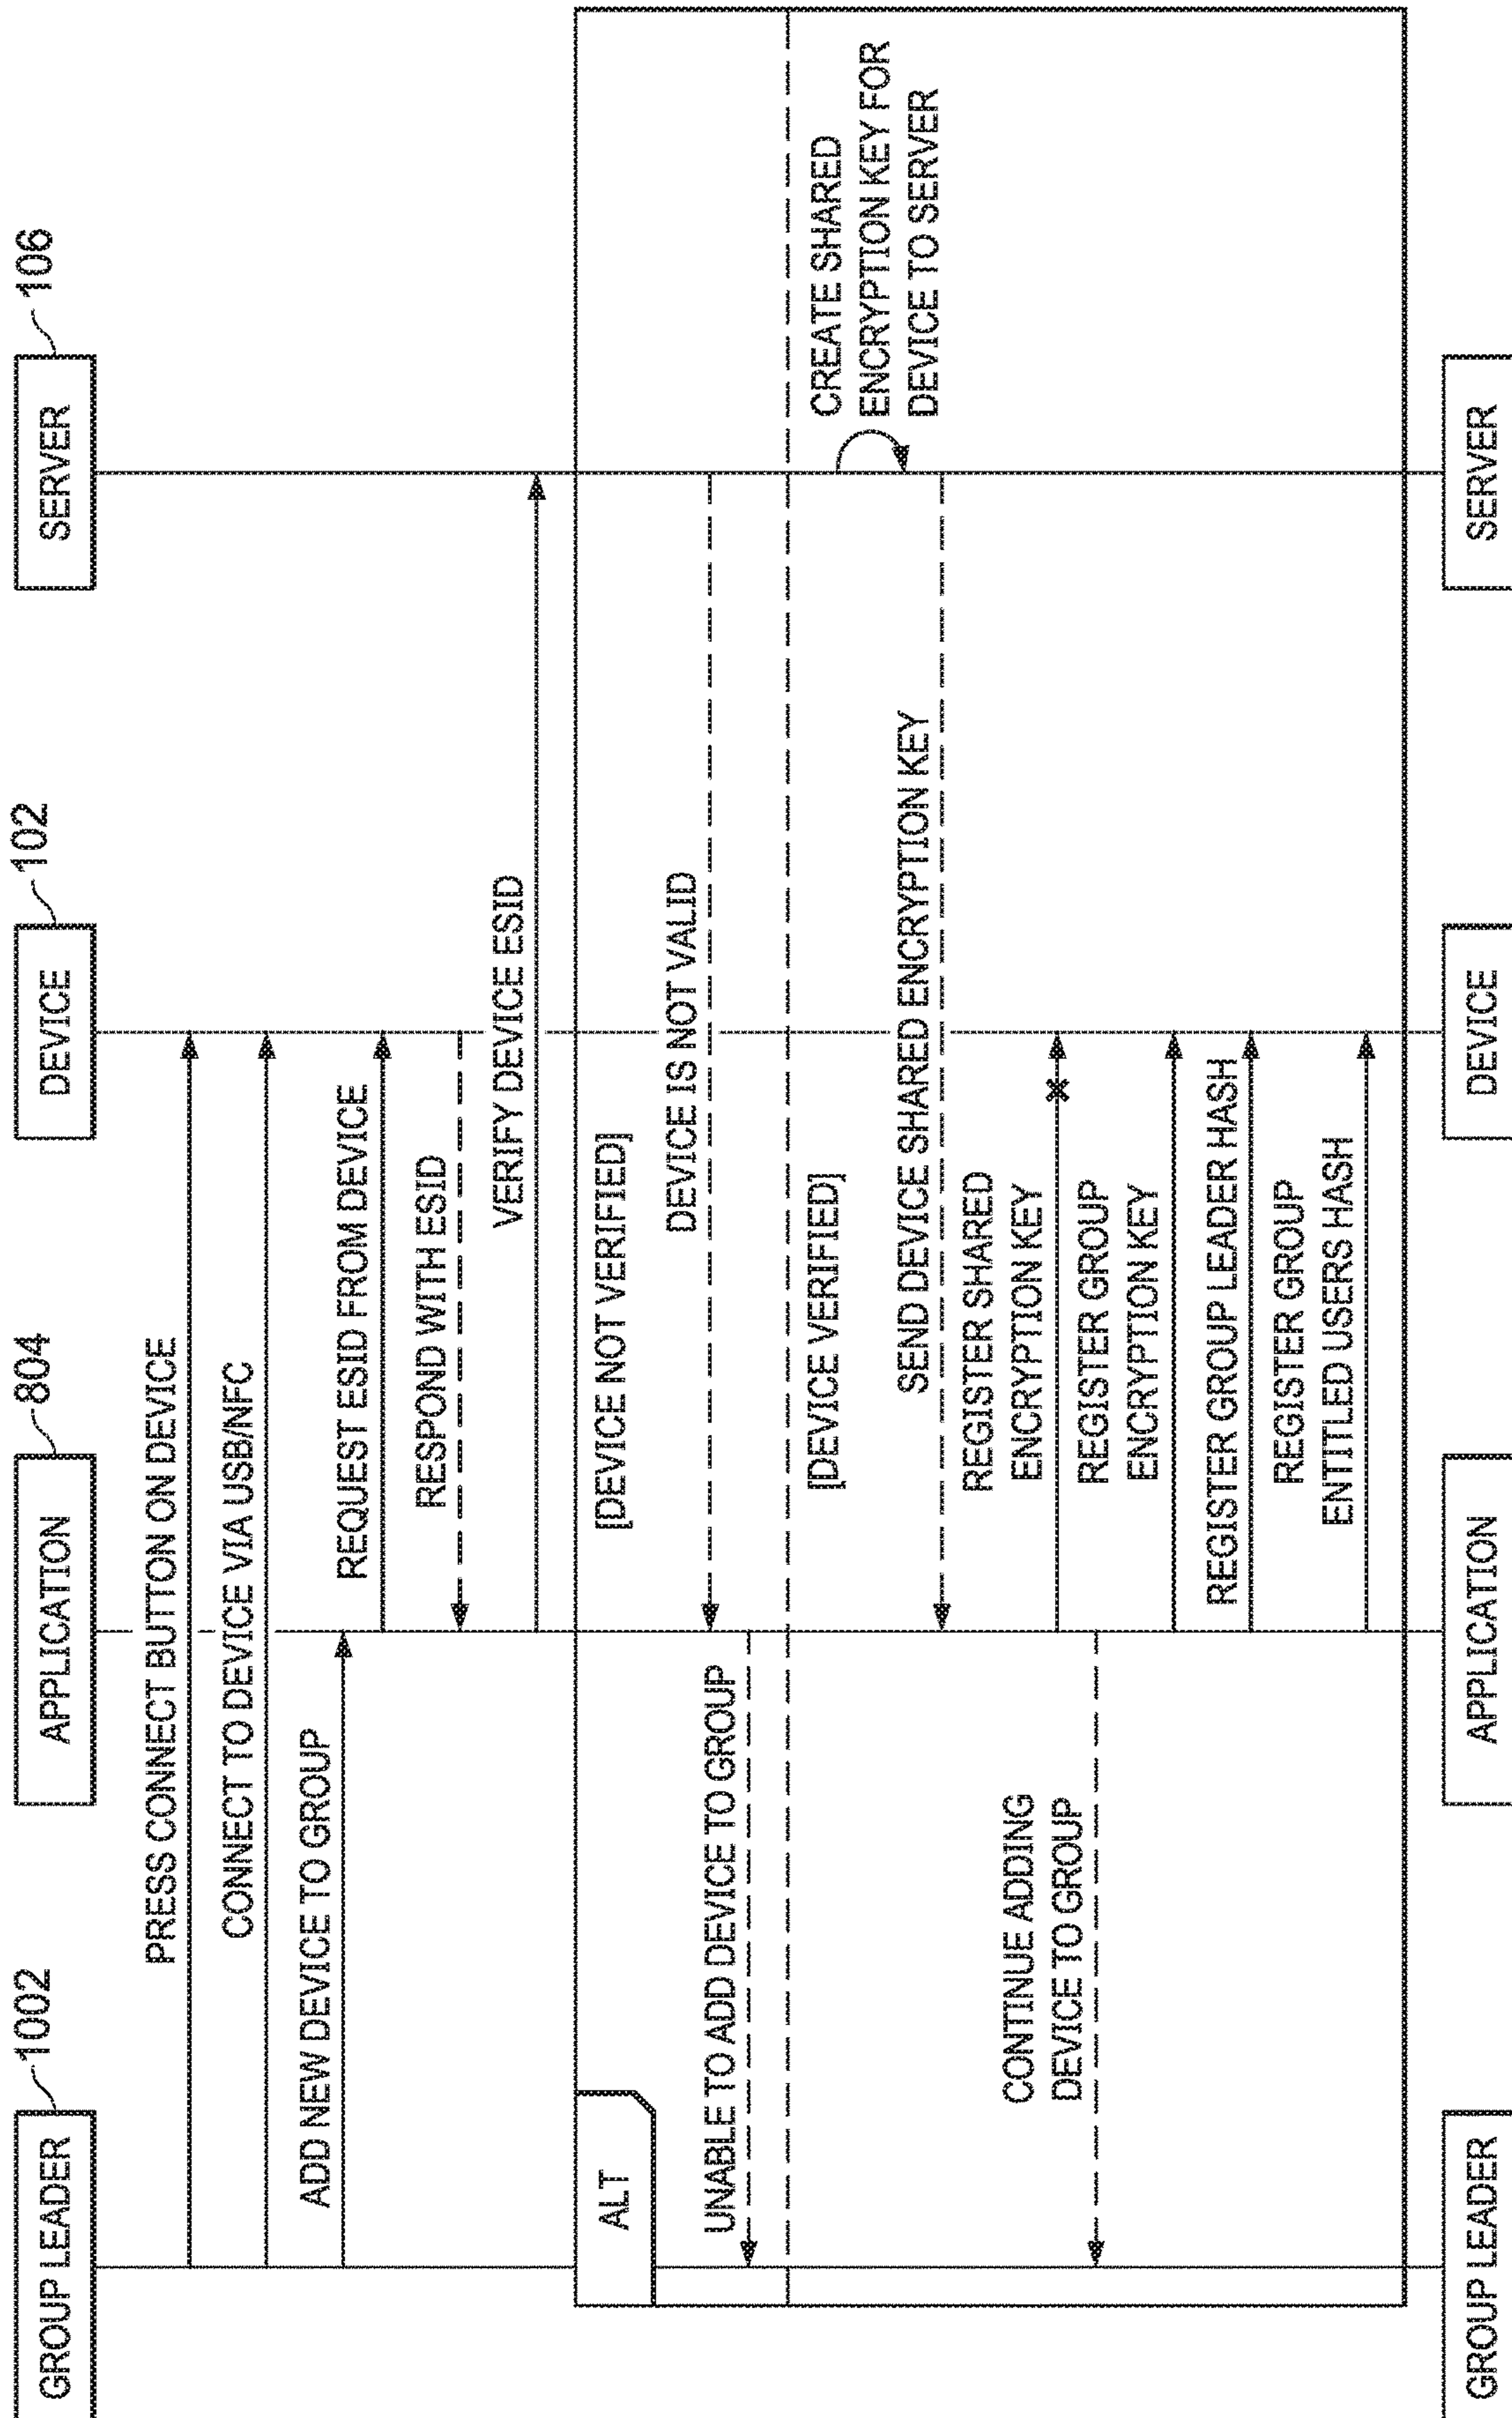 GROUP LEADER
1002
APPLICATION
804
DEVICE
102
SERVER
106
PRESS CONNECT BUTTON ON DEVICE
CONNECT TO DEVICE VIA USB/NFC
ADD NEW DEVICE TO GROUP
REQUEST ESID FROM DEVICE
RESPOND WITH ESID
VERIFY DEVICE ESID
ALT
[DEVICE NOT VERIFIED]
DEVICE IS NOT VALID
UNABLE TO ADD DEVICE TO GROUP
[DEVICE VERIFIED]
CREATE SHARED
ENCRYPTION KEY FOR
DEVICE TO SERVER
SEND DEVICE SHARED ENCRYPTION KEY
REGISTER SHARED
ENCRYPTION KEY
CONTINUE ADDING
DEVICE TO GROUP
REGISTER GROUP
ENCRYPTION KEY
REGISTER GROUP LEADER HASH
REGISTER GROUP
ENTITLED USERS HASH
GROUP LEADER
APPLICATION
DEVICE
SERVER